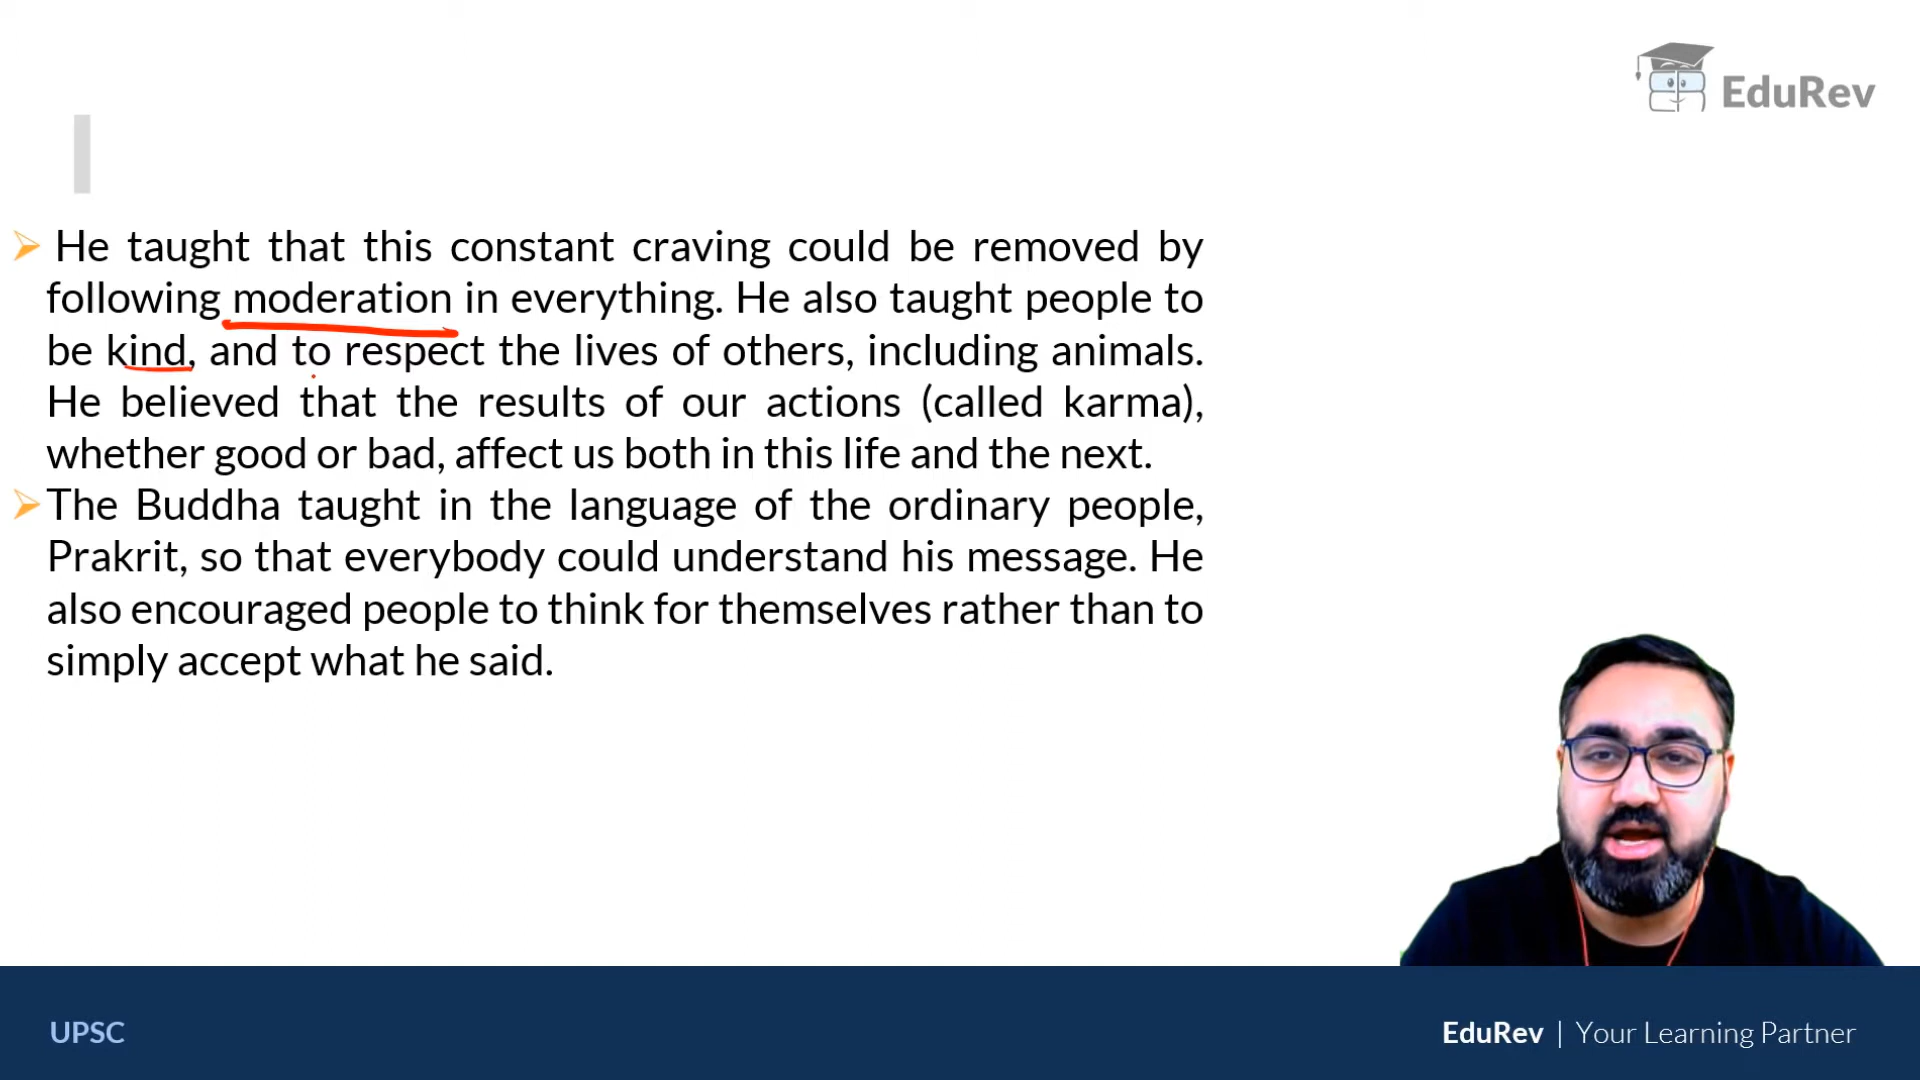 EduRev
He taught that this constant craving could be removed by
following moderation in everything. He also taught people to
be kind, and to respect the lives of others, including animals.
He believed that the results of our actions (called karma),
whether good or bad, affect us both in this life and the next.
The Buddha taught in the language of the ordinary people,
Prakrit, so that everybody could understand his message. He
also encouraged people to think for themselves rather than to
simply accept what he said.
UPSC
EduRev | Your Learning Partner